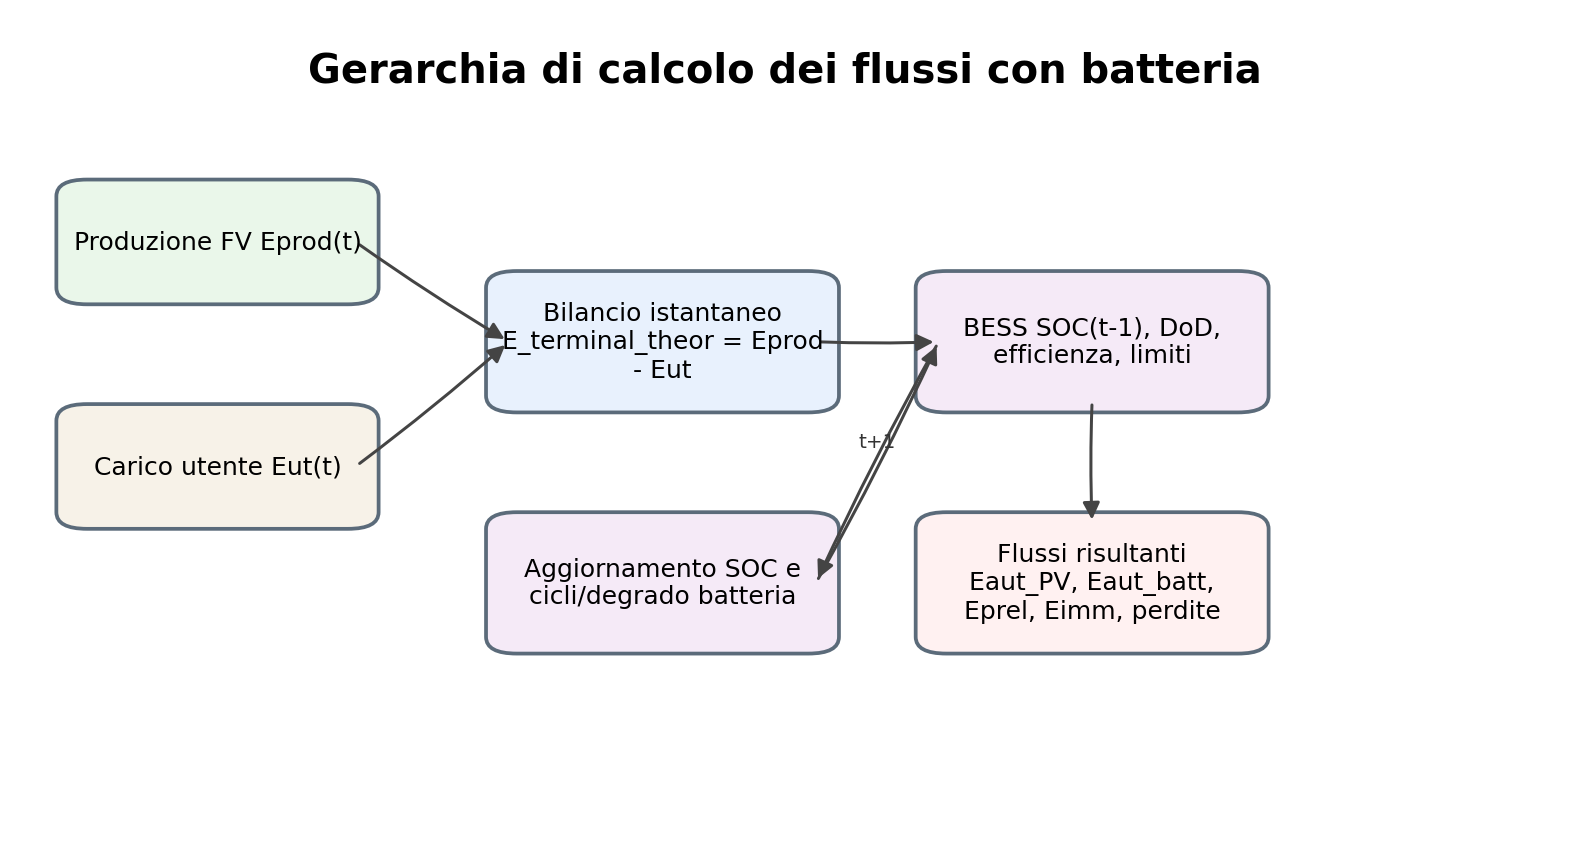 Gerarchia di calcolo dei flussi con batteria
Produzione FV Eprod(t)
Carico utente Eut(t)
Bilancio istantaneo
E_terminal_theor = Eprod
- Eut
BESS SOC(t-1), DoD,
efficienza, limiti
t+1
Aggiornamento SOC e
cicli/degrado batteria
Flussi risultanti
Eaut_PV, Eaut_batt,
Eprel, Eimm, perdite